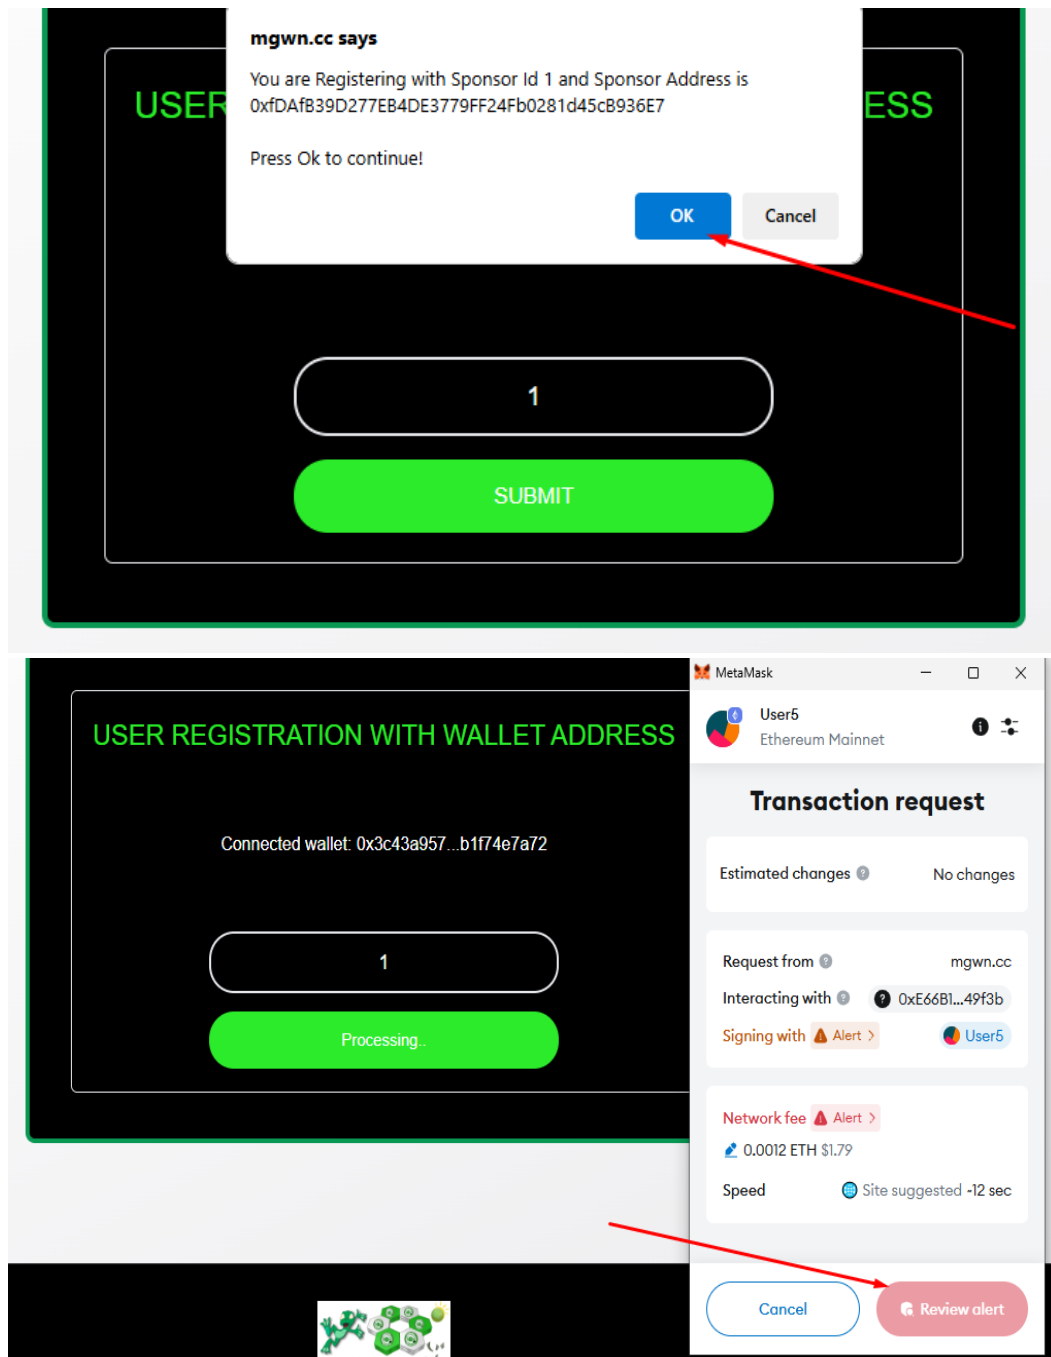 mgwn.cc says
You are Registering with Sponsor Id 1 and Sponsor Address is
0xfDAfB39D277EB4DE3779FF24Fb0281d45cB936E7
Press Ok to continue!
OK Cancel
USER ESS
1
SUBMIT
MetaMask
User5
Ethereum Mainnet
USER REGISTRATION WITH WALLET ADDRESS
Connected wallet: 0x3c43a957...b1f74e7a72
1
Processing..
Transaction request
Estimated changes ? No changes
Request from ? mgwn.cc
Interacting with ? ? 0xE66B1...49f3b
Signing with Alert > User5
Network fee Alert >
0.0012 ETH $1.79
Speed Site suggested ~12 sec
Cancel Review alert